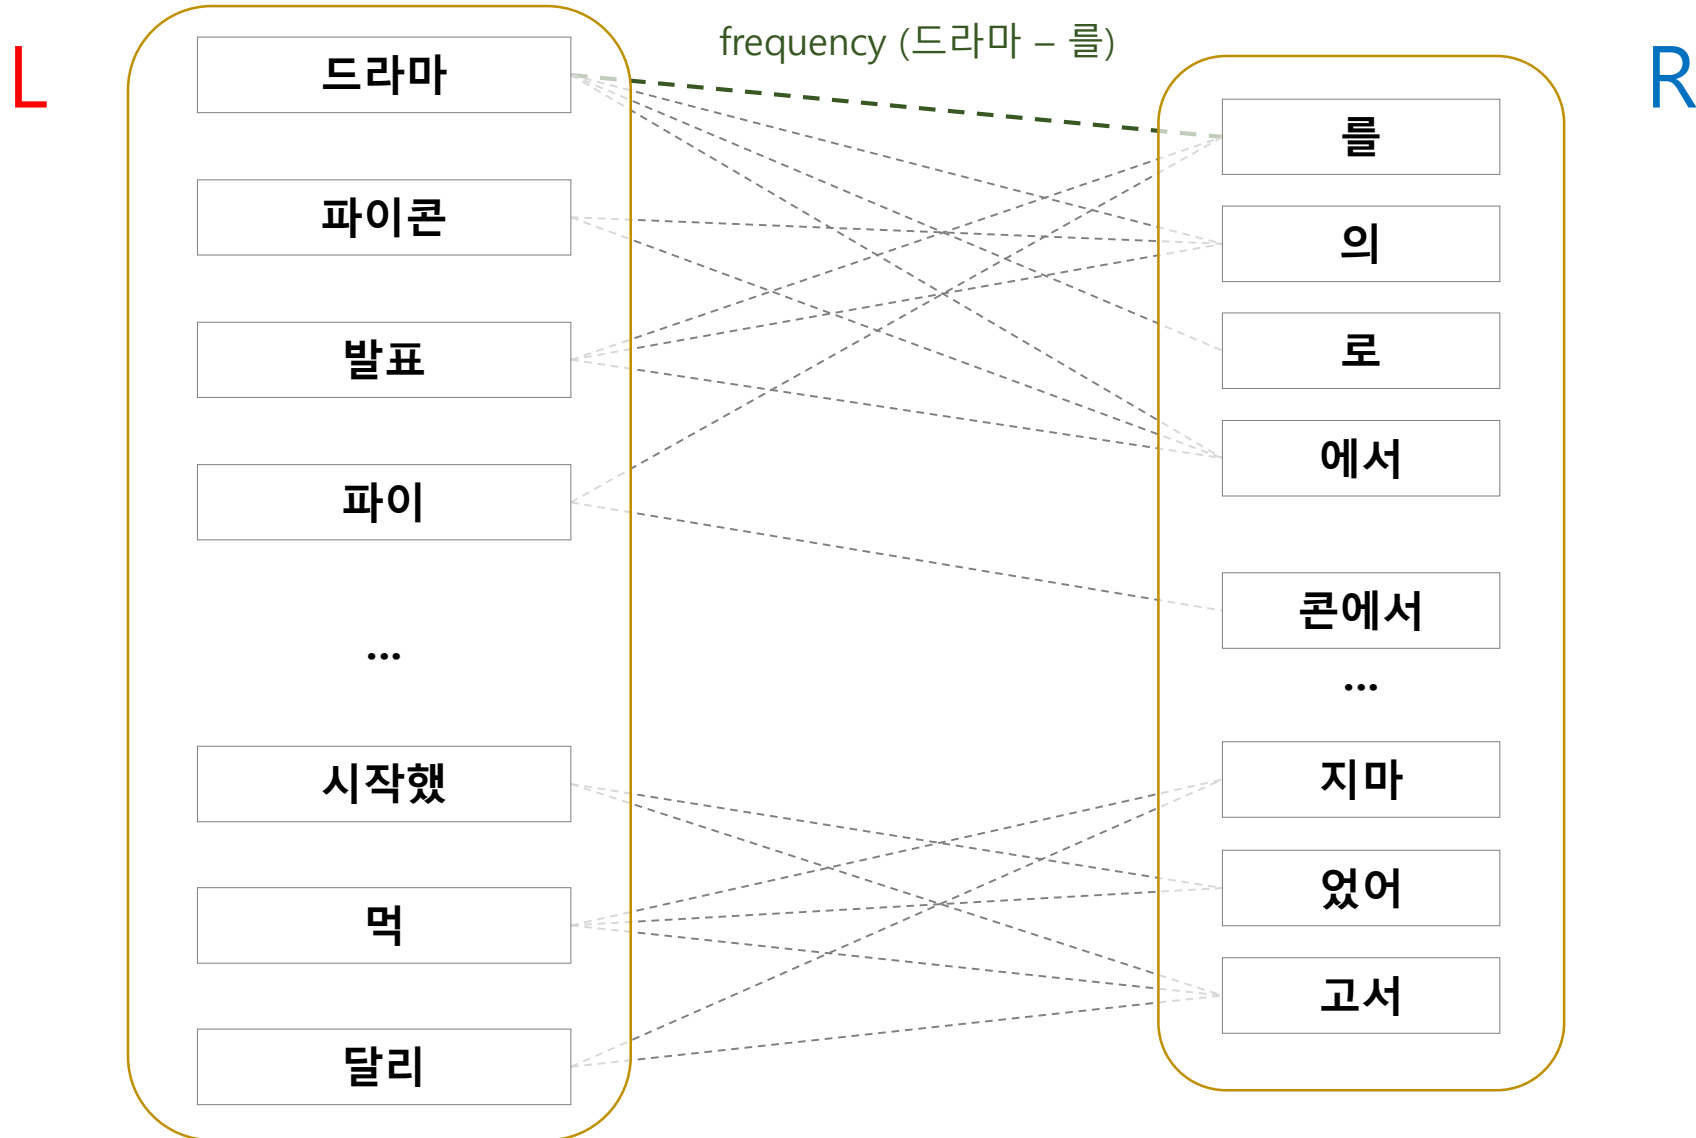 L
frequency (드라마 – 를)
R
드라마
파이콘
발표
파이
...
시작했
먹
달리
를
의
로
에서
콘에서
...
지마
었어
고서